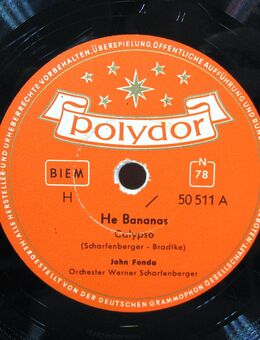 ALLE HERSTELLER- UND URHEBERRECHTE VORBEHALTEN. ÜBERSPIELUNG, ÖFFENTLICHE AUFFÜHRUNG UND
polydor
BIEM
N
78
H
50 511 A
He Bananas
Calypso
(Scharfenberger - Bradtke)
John Fonda
Orchester Werner Scharfenberger
HERGESTELLT VON DER DEUTSCHEN GRAMMOPHON GESELLSCHAFT